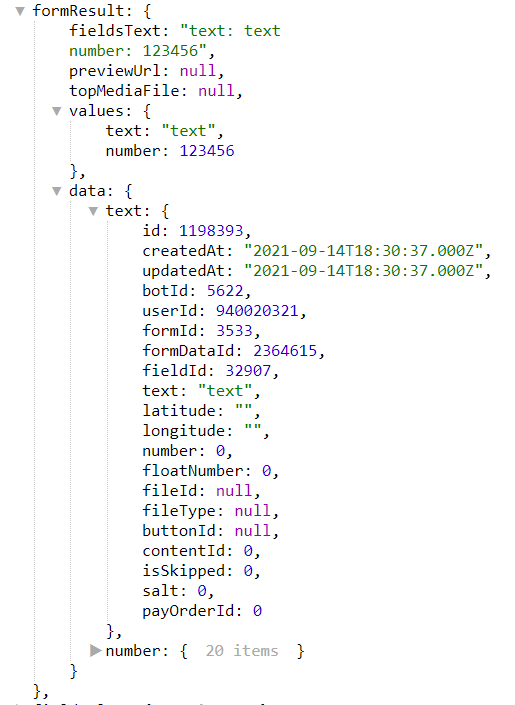 formResult: {
fieldsText: "text: text
number: 123456",
previewUrl: null,
topMediaFile: null,
values: {
text: "text",
number: 123456
},
data: {
text: {
id: 1198393,
createdAt: "2021-09-14T18:30:37.000Z",
updatedAt: "2021-09-14T18:30:37.000Z",
botId: 5622,
userId: 940020321,
formId: 3533,
formDataId: 2364615,
fieldId: 32907,
text: "text",
latitude: "",
longitude: "",
number: 0,
floatNumber: 0,
fileId: null,
fileType: null,
buttonId: null,
contentId: 0,
isSkipped: 0,
salt: 0,
payOrderId: 0
},
number: { 20 items }
}
},